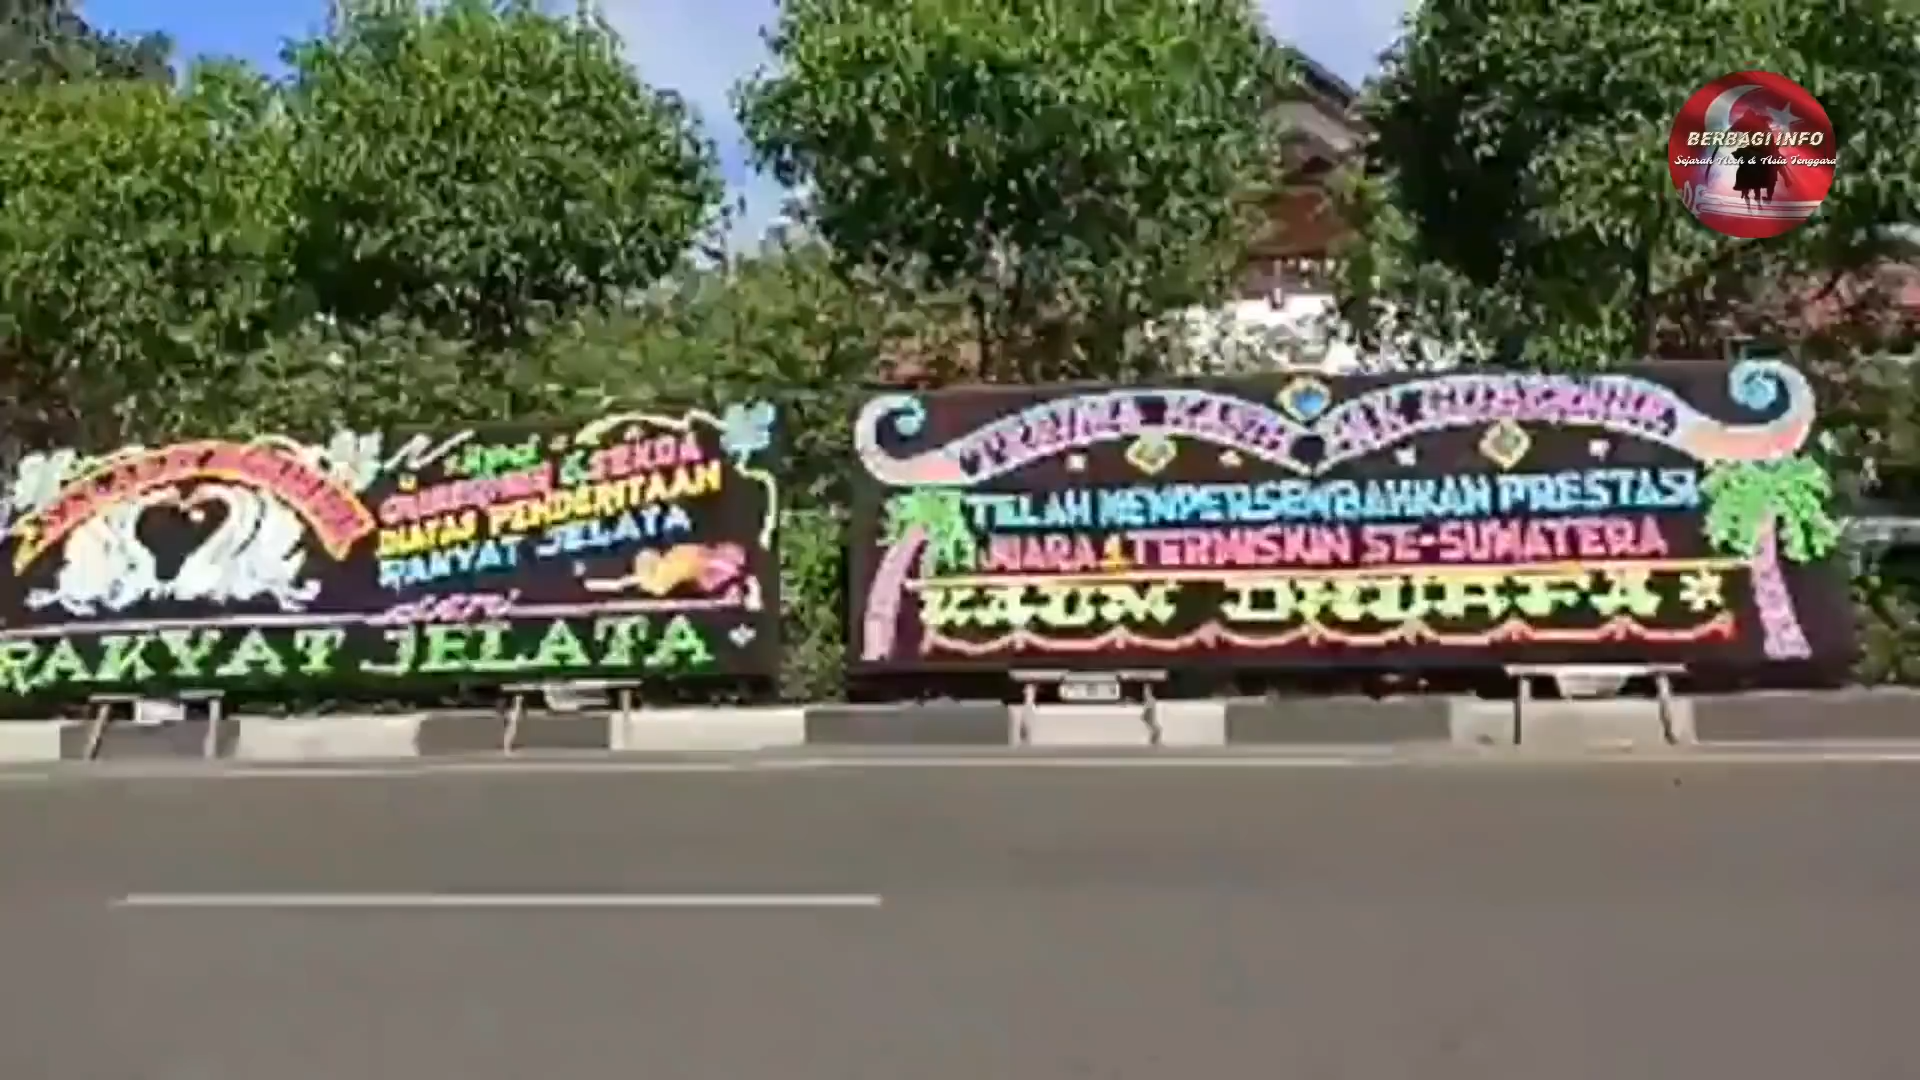 BERBAGI INFO
Sejarah Aceh & Asia Tenggara
& SEKDA
DIATAS PENDERITAAN
RAKYAT JELATA
DARI
RAKYAT JELATA
TERIMA KASIH PAK GUBERNUR
TELAH MEMPERSEMBAHKAN PRESTASI
JUARA 1 TERMISKIN SE-SUMATERA
KAUM DHUAFA